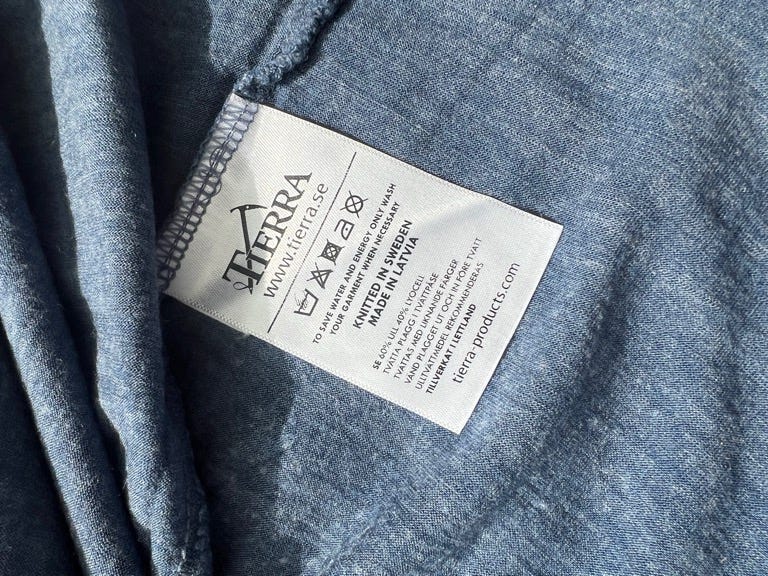 TIERRA
www.tierra.se
TO SAVE WATER AND ENERGY ONLY WASH
YOUR GARMENT WHEN NECESSARY
KNITTED IN SWEDEN
MADE IN LATVIA
SE 60% ULL 40% LYOCELL
TVÄTTA PLAGG I TVÄTTPÅSE
TVÄTTAS MED LIKNANDE FÄRGER
VÄND PLAGGET UT OCH IN FÖRE TVÄTT
ULLTVÄTTMEDEL REKOMMENDERAS
TILLVERKAT I LETTLAND
tierra-products.com